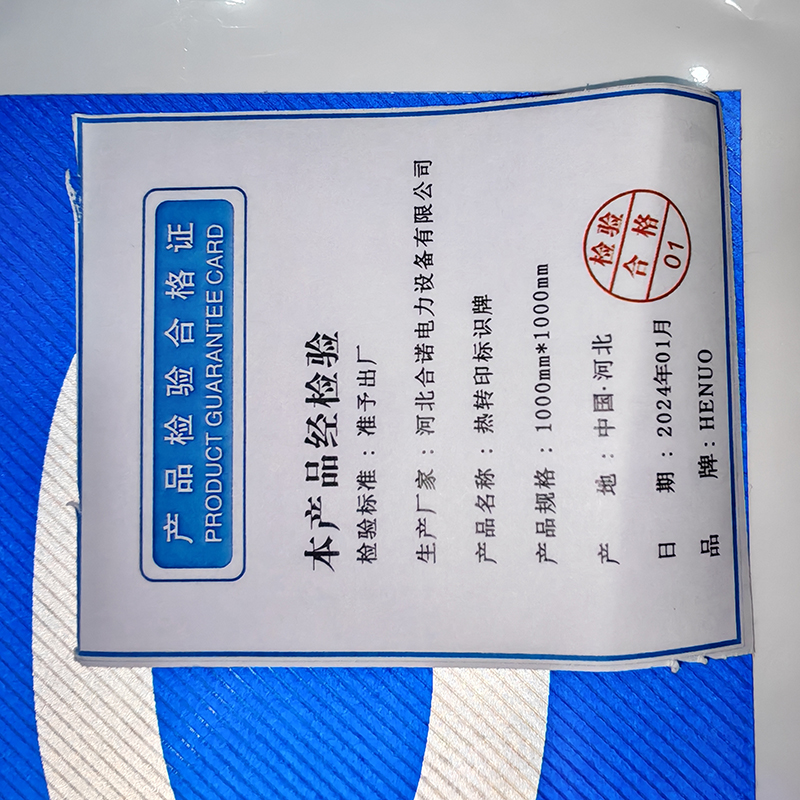 产品检验合格证
PRODUCT GUARANTEE CARD
本产品经检验
检验标准：准予出厂
生产厂家：河北合诺电力设备有限公司
产品名称：热转印标识牌
产品规格：1000mm*1000mm
产 地：中国·河北
日 期：2024年01月
品 牌：HENUO
检验
合格
01